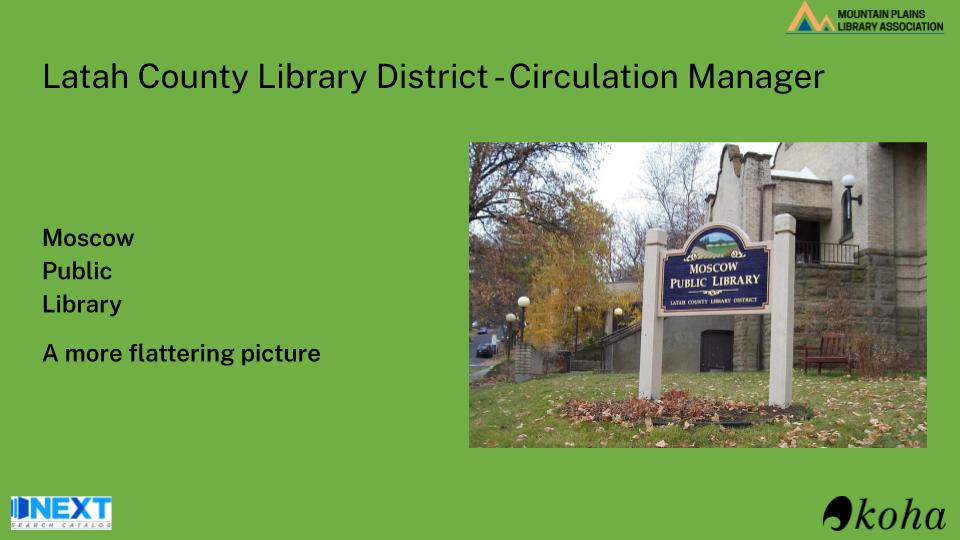 MOUNTAIN PLAINS
LIBRARY ASSOCIATION
Latah County Library District - Circulation Manager
Moscow
Public
Library
A more flattering picture
MOSCOW
PUBLIC LIBRARY
LATAH COUNTY LIBRARY DISTRICT
NEXT
SEARCH CATALOG
koha